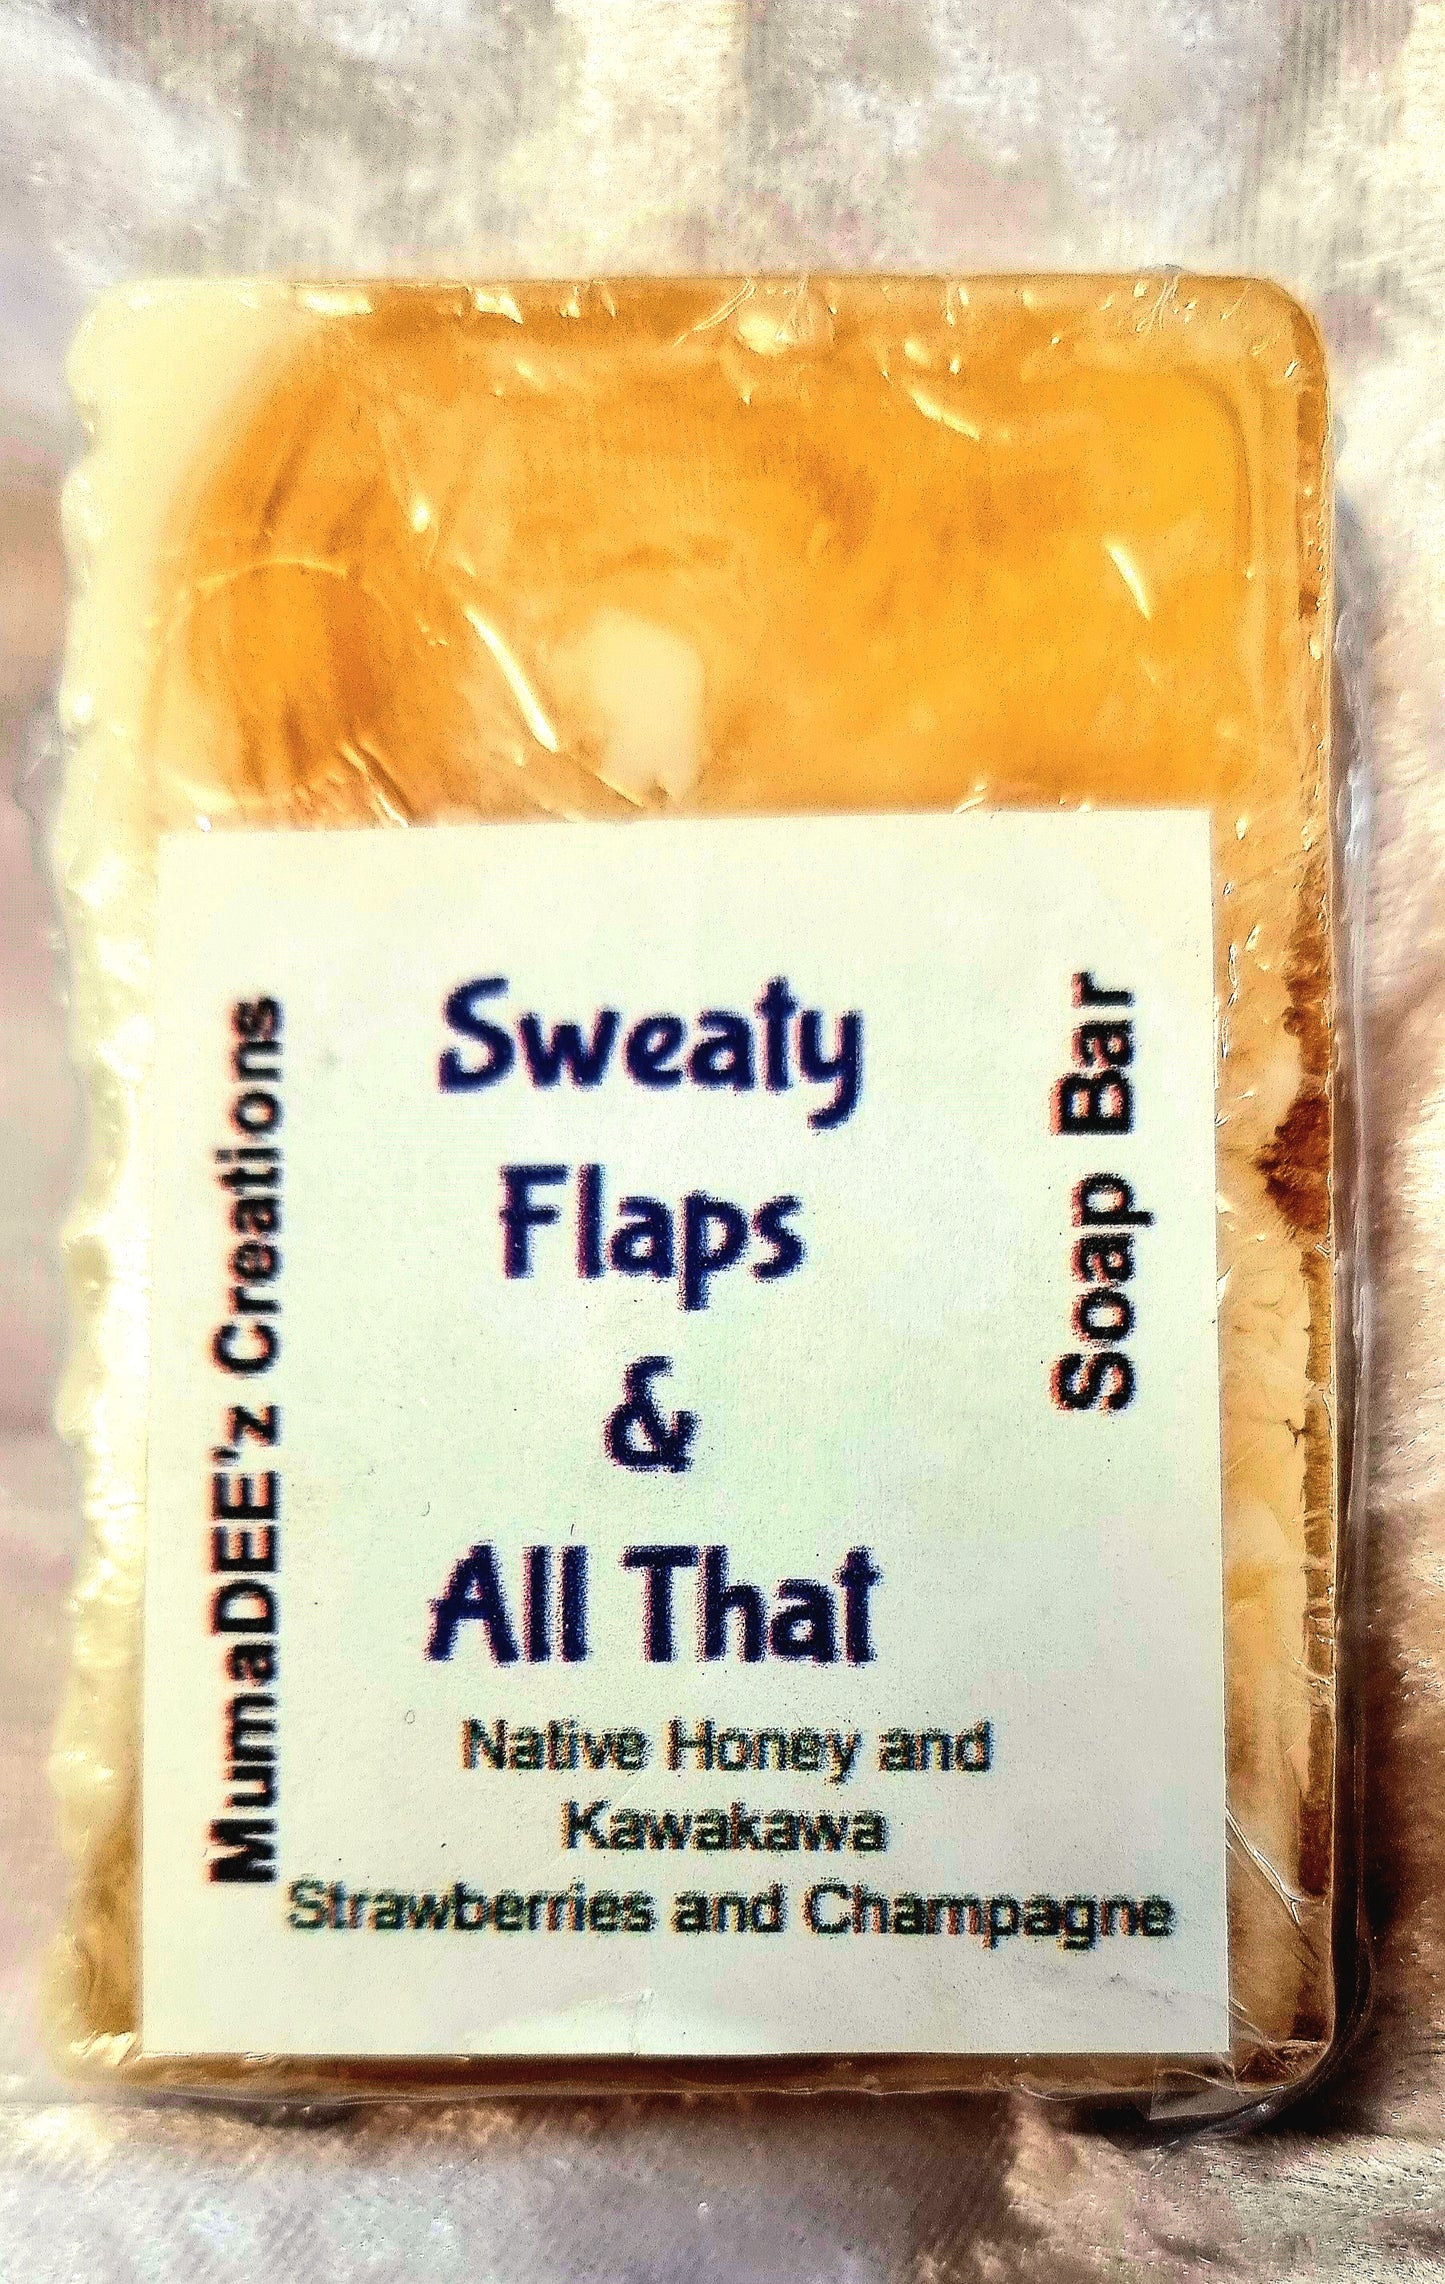 MumaDEE'z Creations
Sweaty
Flaps
&
All That
Soap Bar
Native Honey and
Kawakawa
Strawberries and Champagne